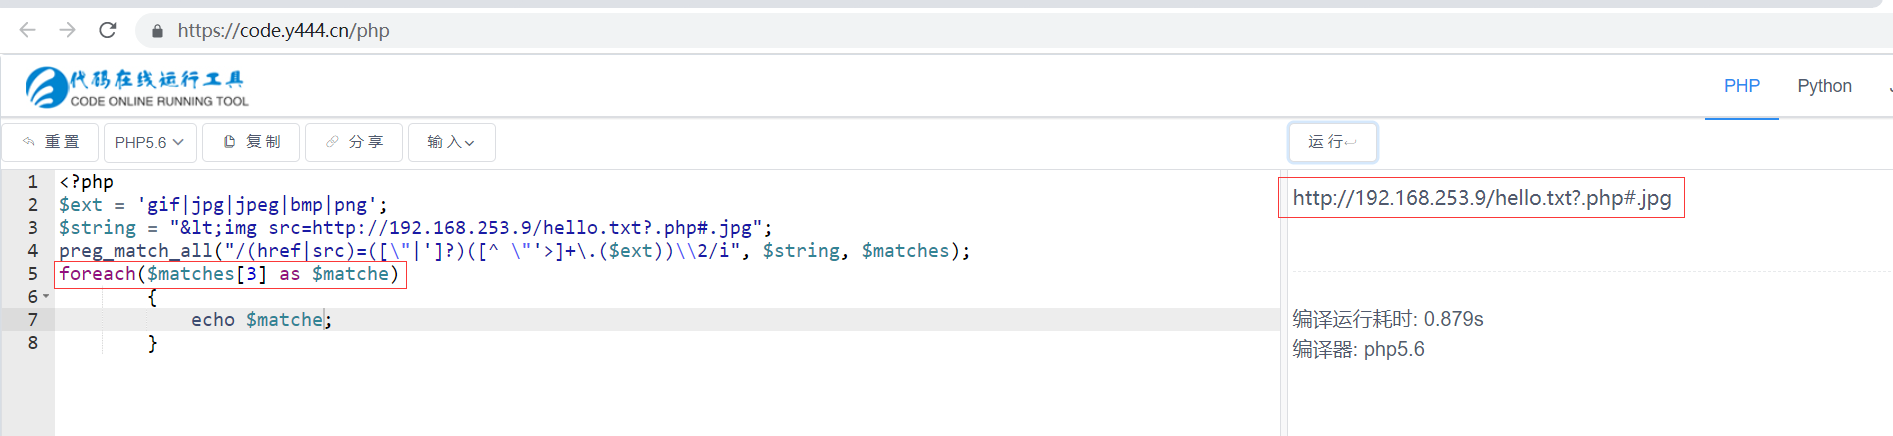 https://code.y444.cn/php
代码在线运行工具
CODE ONLINE RUNNING TOOL
PHP Python
重置 PHP5.6 复制 分享 输入 运行
1 <?php
2 $ext = 'gif|jpg|jpeg|bmp|png';
3 $string = "&lt;img src=http://192.168.253.9/hello.txt?.php#.jpg";
4 preg_match_all("/(href|src)=([\"|']?)([^ \"'>]+\.($ext))\\2/i", $string, $matches);
5 foreach($matches[3] as $matche)
6 {
7 echo $matche;
8 }
http://192.168.253.9/hello.txt?.php#.jpg
编译运行耗时: 0.879s
编译器: php5.6